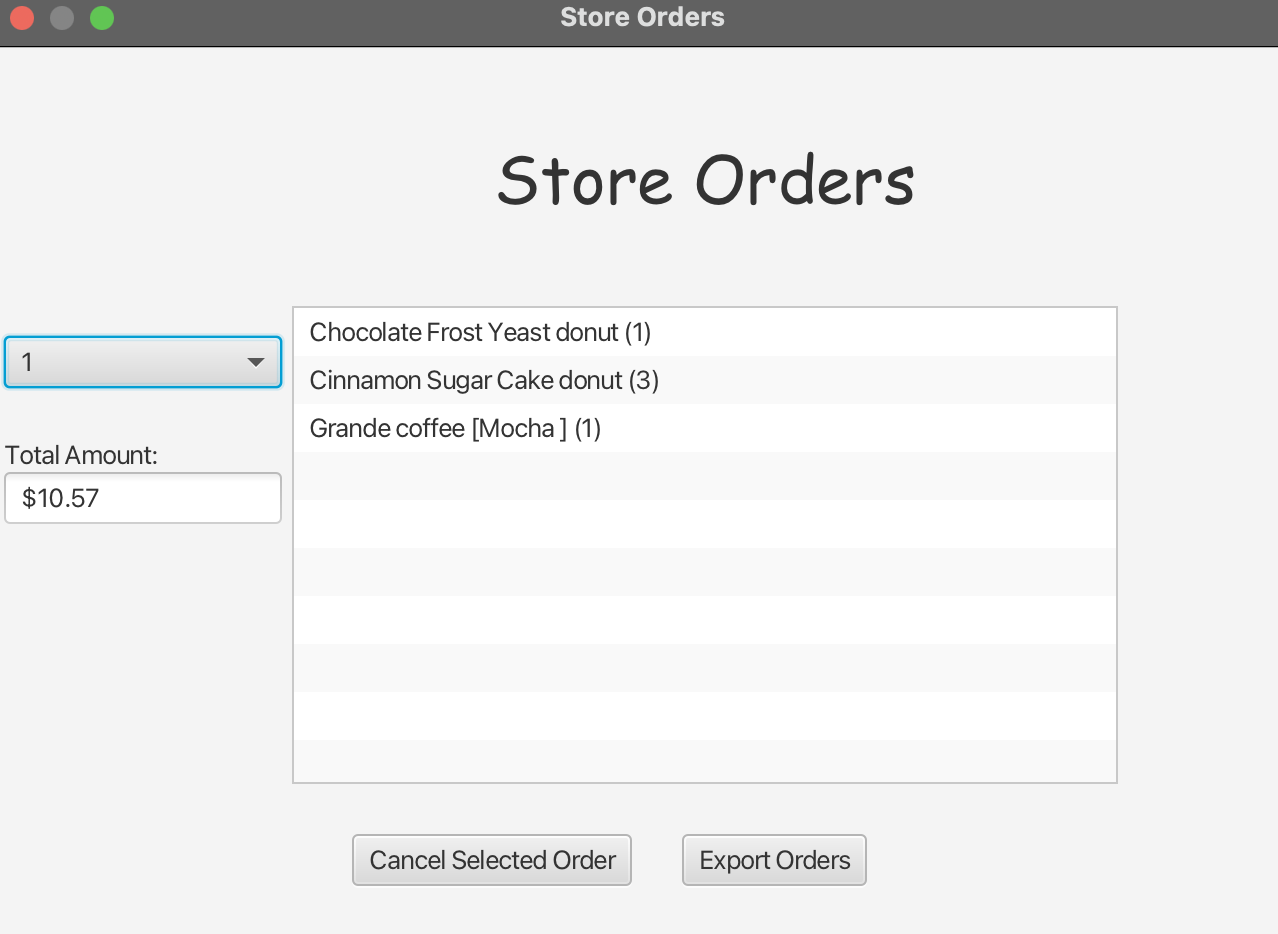 Store Orders
Store Orders
1
Total Amount:
$10.57
Chocolate Frost Yeast donut (1)
Cinnamon Sugar Cake donut (3)
Grande coffee [Mocha ] (1)
Cancel Selected Order
Export Orders